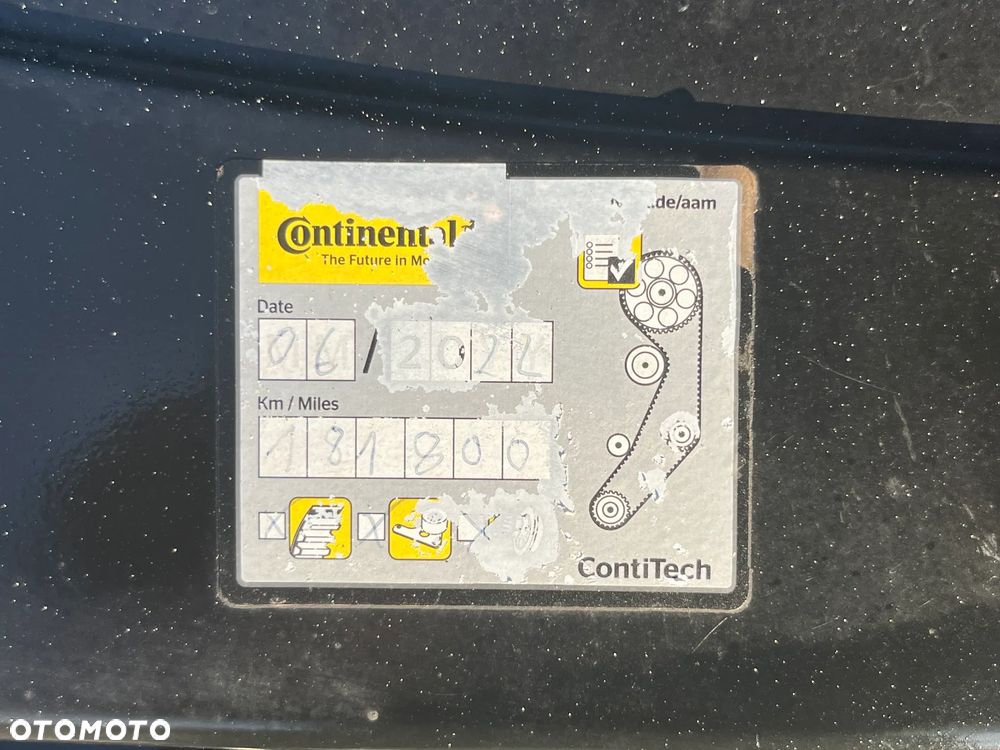 Continental
The Future in Mo
.de/aam
Date
06/2022
Km / Miles
181800
X X X
ContiTech
OTOMOTO